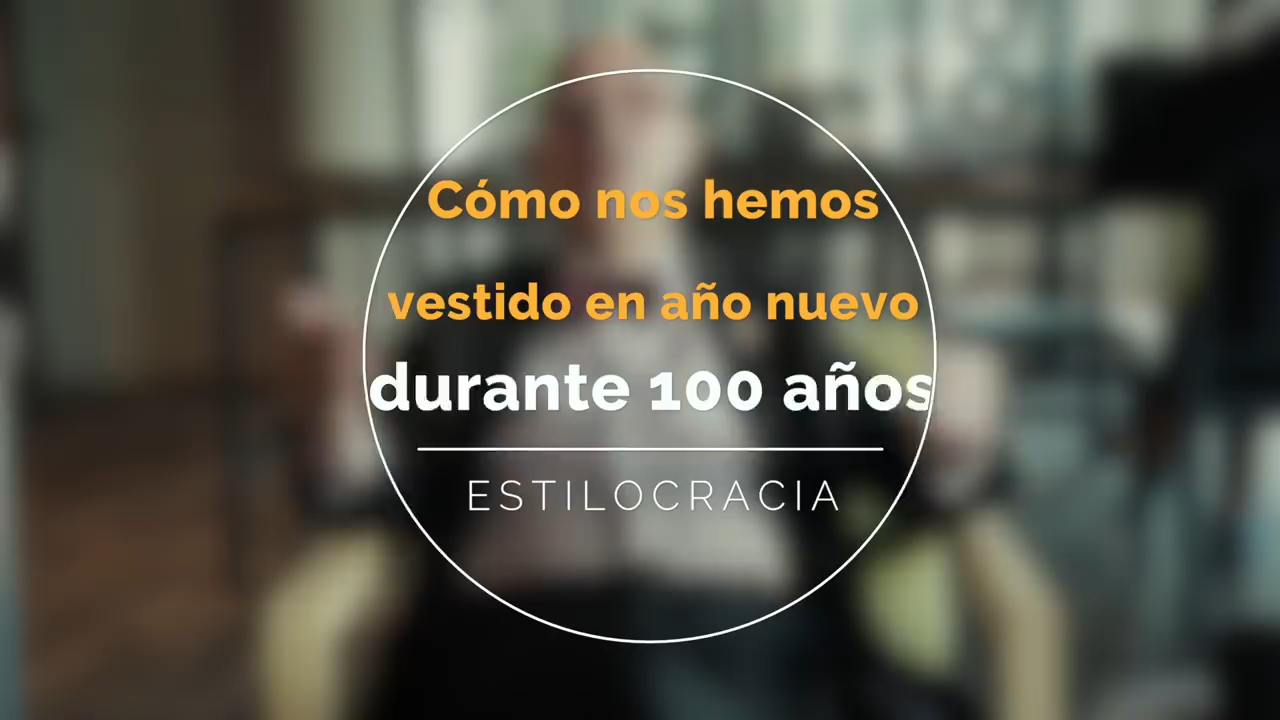 Cómo nos hemos
vestido en año nuevo
durante 100 años
ESTILOCRACIA